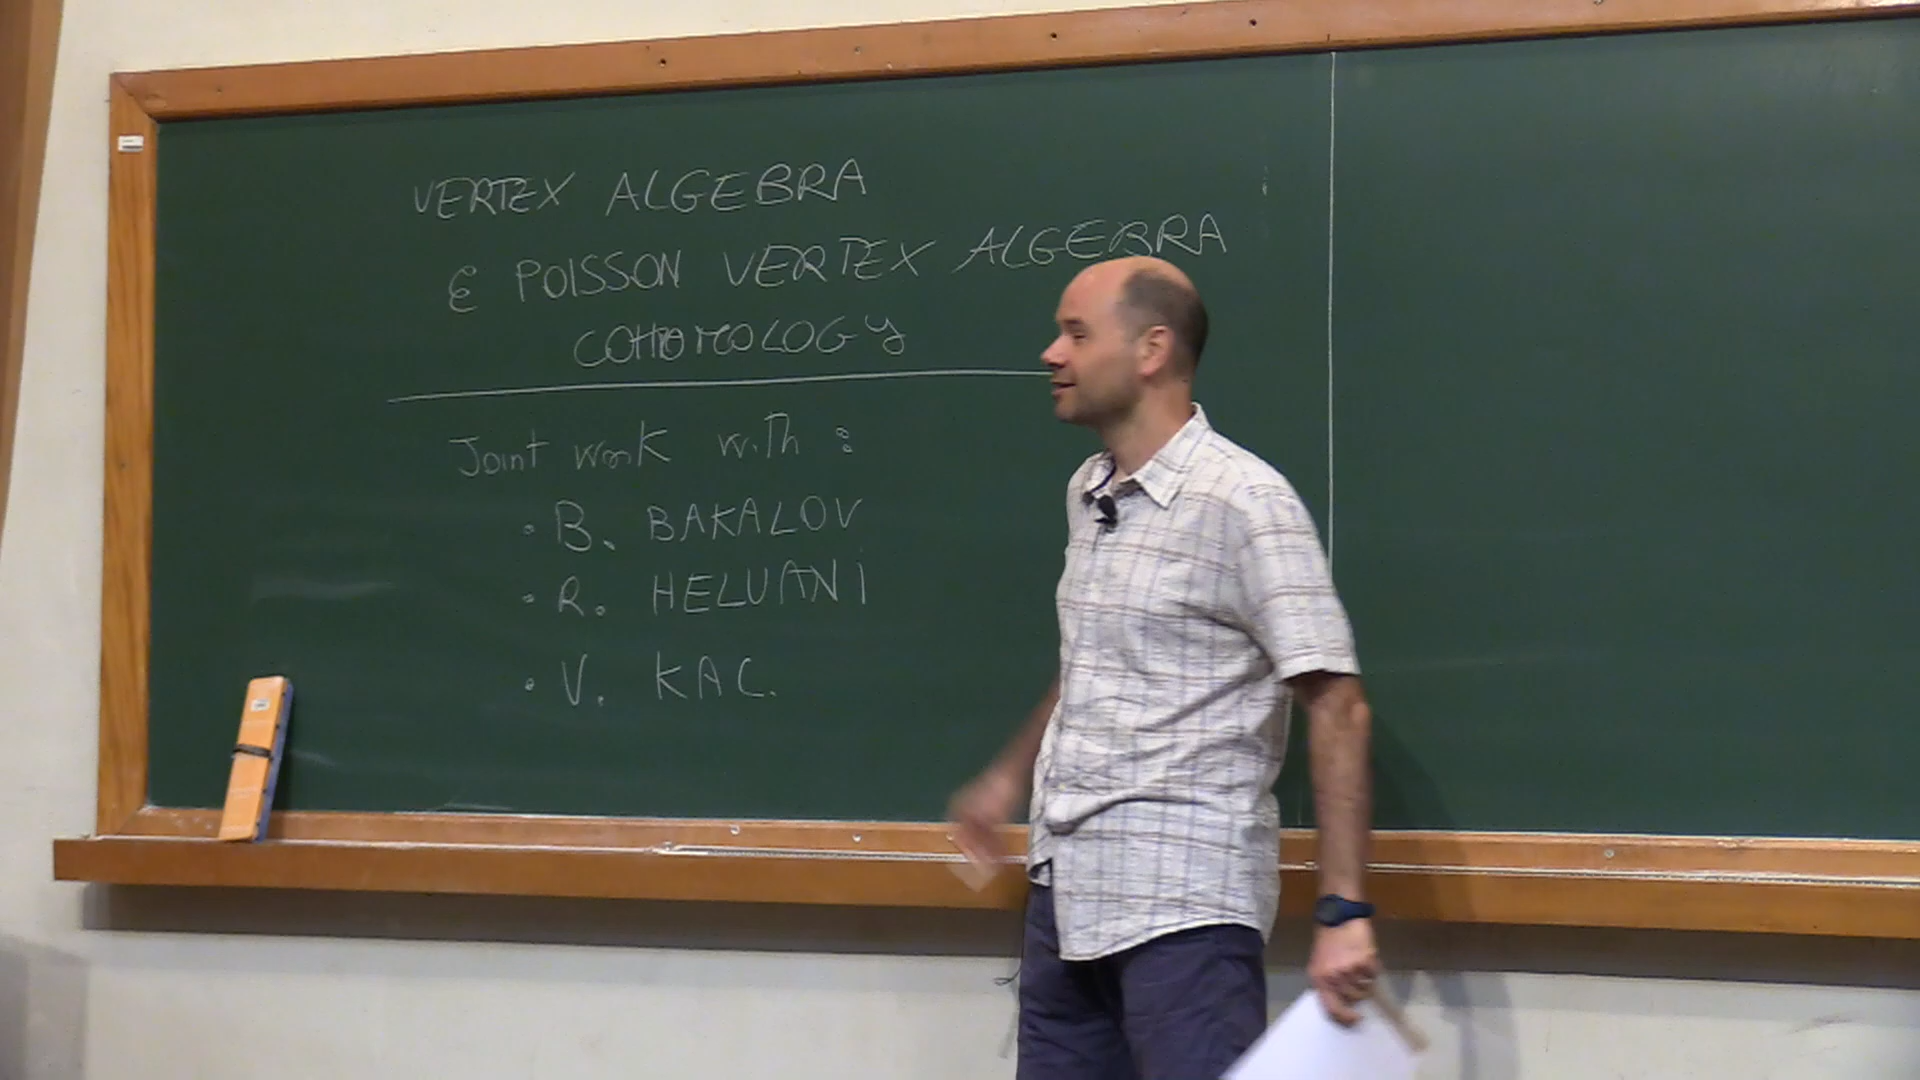 VERTEX ALGEBRA
& POISSON VERTEX ALGEBRA
COHOMOLOGY
Joint work with :
· B. BAKALOV
· R. HELUANI
· V. KAC.